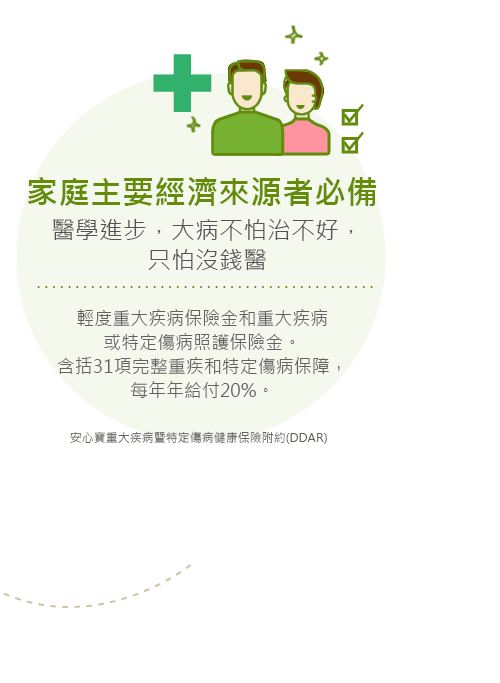 家庭主要經濟來源者必備
醫學進步，大病不怕治不好，
只怕沒錢醫
輕度重大疾病保險金和重大疾病
或特定傷病照護保險金。
含括31項完整重疾和特定傷病保障，
每年年給付20%。
安心寶重大疾病暨特定傷病健康保險附約(DDAR)